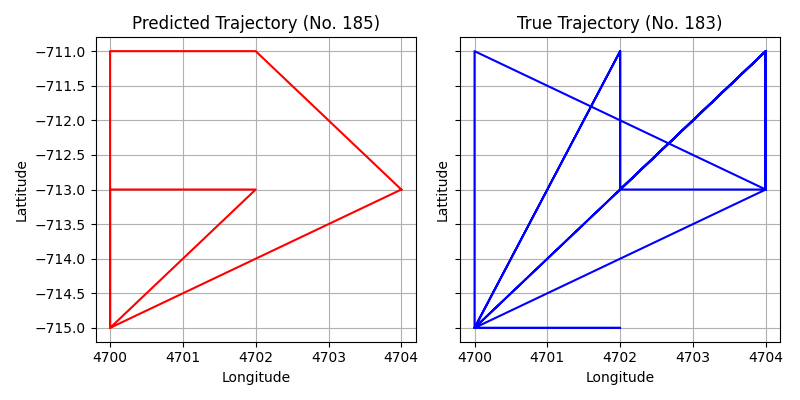 Predicted Trajectory (No. 185)
True Trajectory (No. 183)
−711.0
−711.5
−712.0
−712.5
−713.0
−713.5
−714.0
−714.5
−715.0
Lattitude
Lattitude
4700 4701 4702 4703 4704
4700 4701 4702 4703 4704
Longitude
Longitude